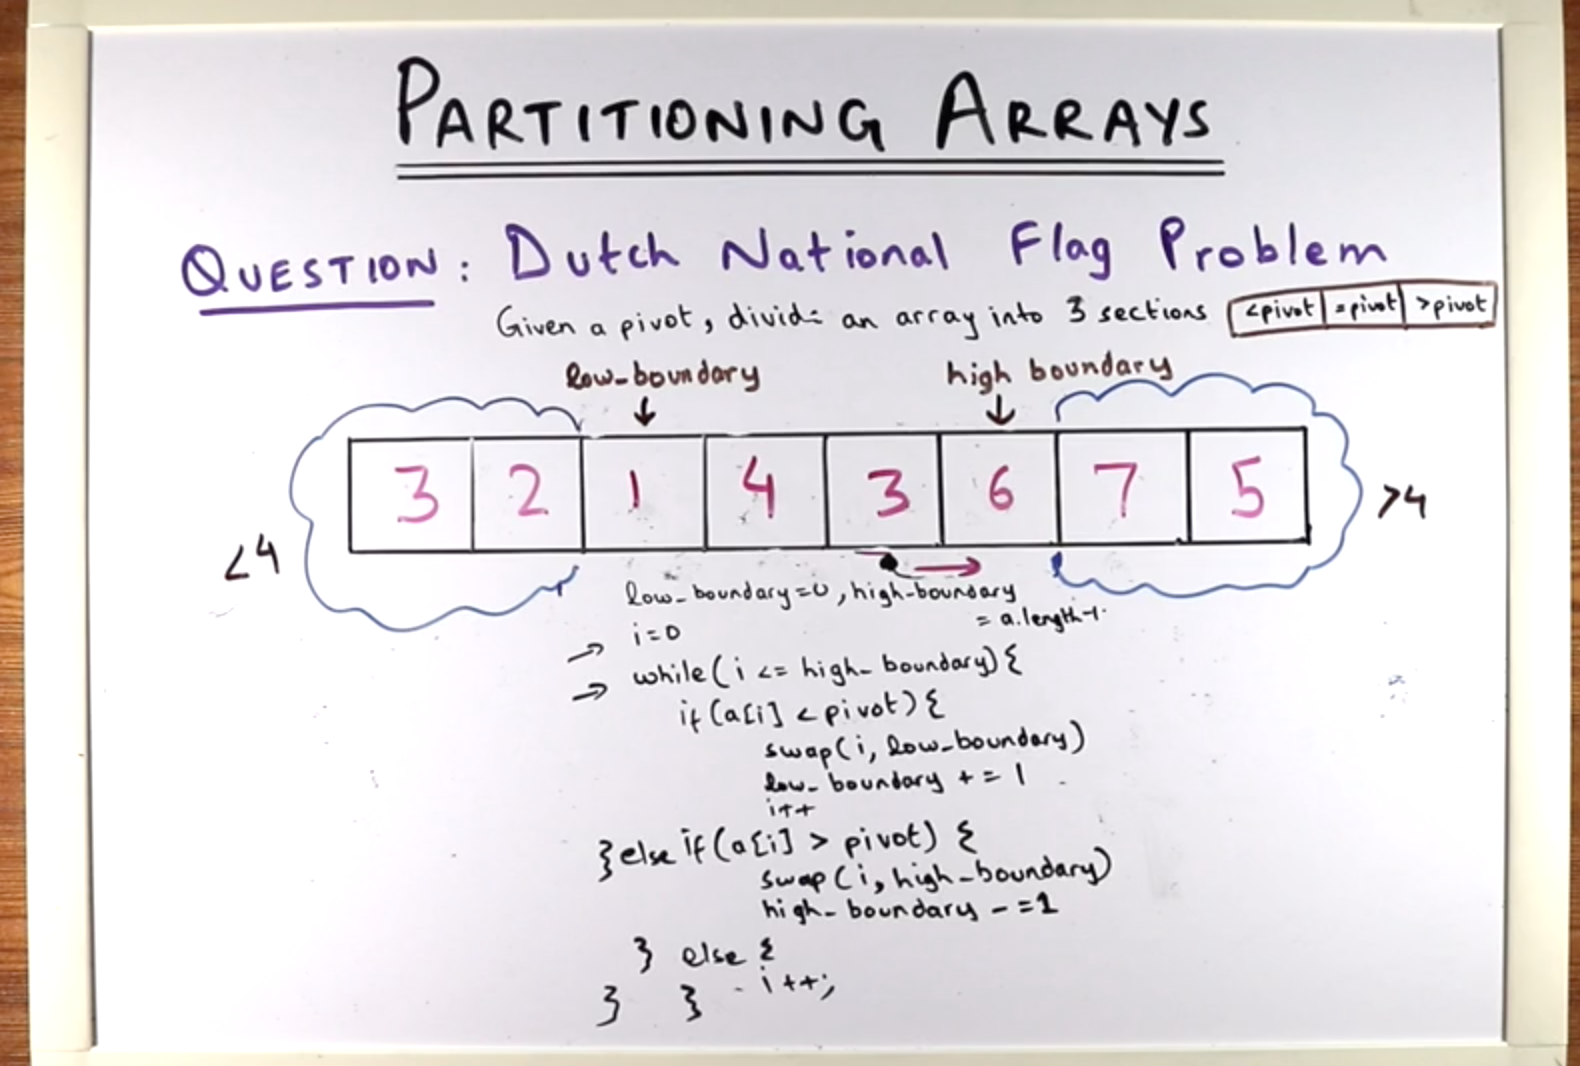 PARTITIONING ARRAYS
QUESTION: Dutch National Flag Problem
Given a pivot, divide an array into 3 sections <pivot =pivot >pivot
low-boundary high boundary
3 2 1 4 3 6 7 5
<4 >4
low_boundary=0, high-boundary
= a.length-1
i=0
while(i <= high_boundary){
if(a[i] < pivot){
swap(i, low_boundary)
low_boundary += 1
i++
}else if(a[i] > pivot) {
swap(i, high_boundary)
high_boundary -=1
} else {
i++;
} }